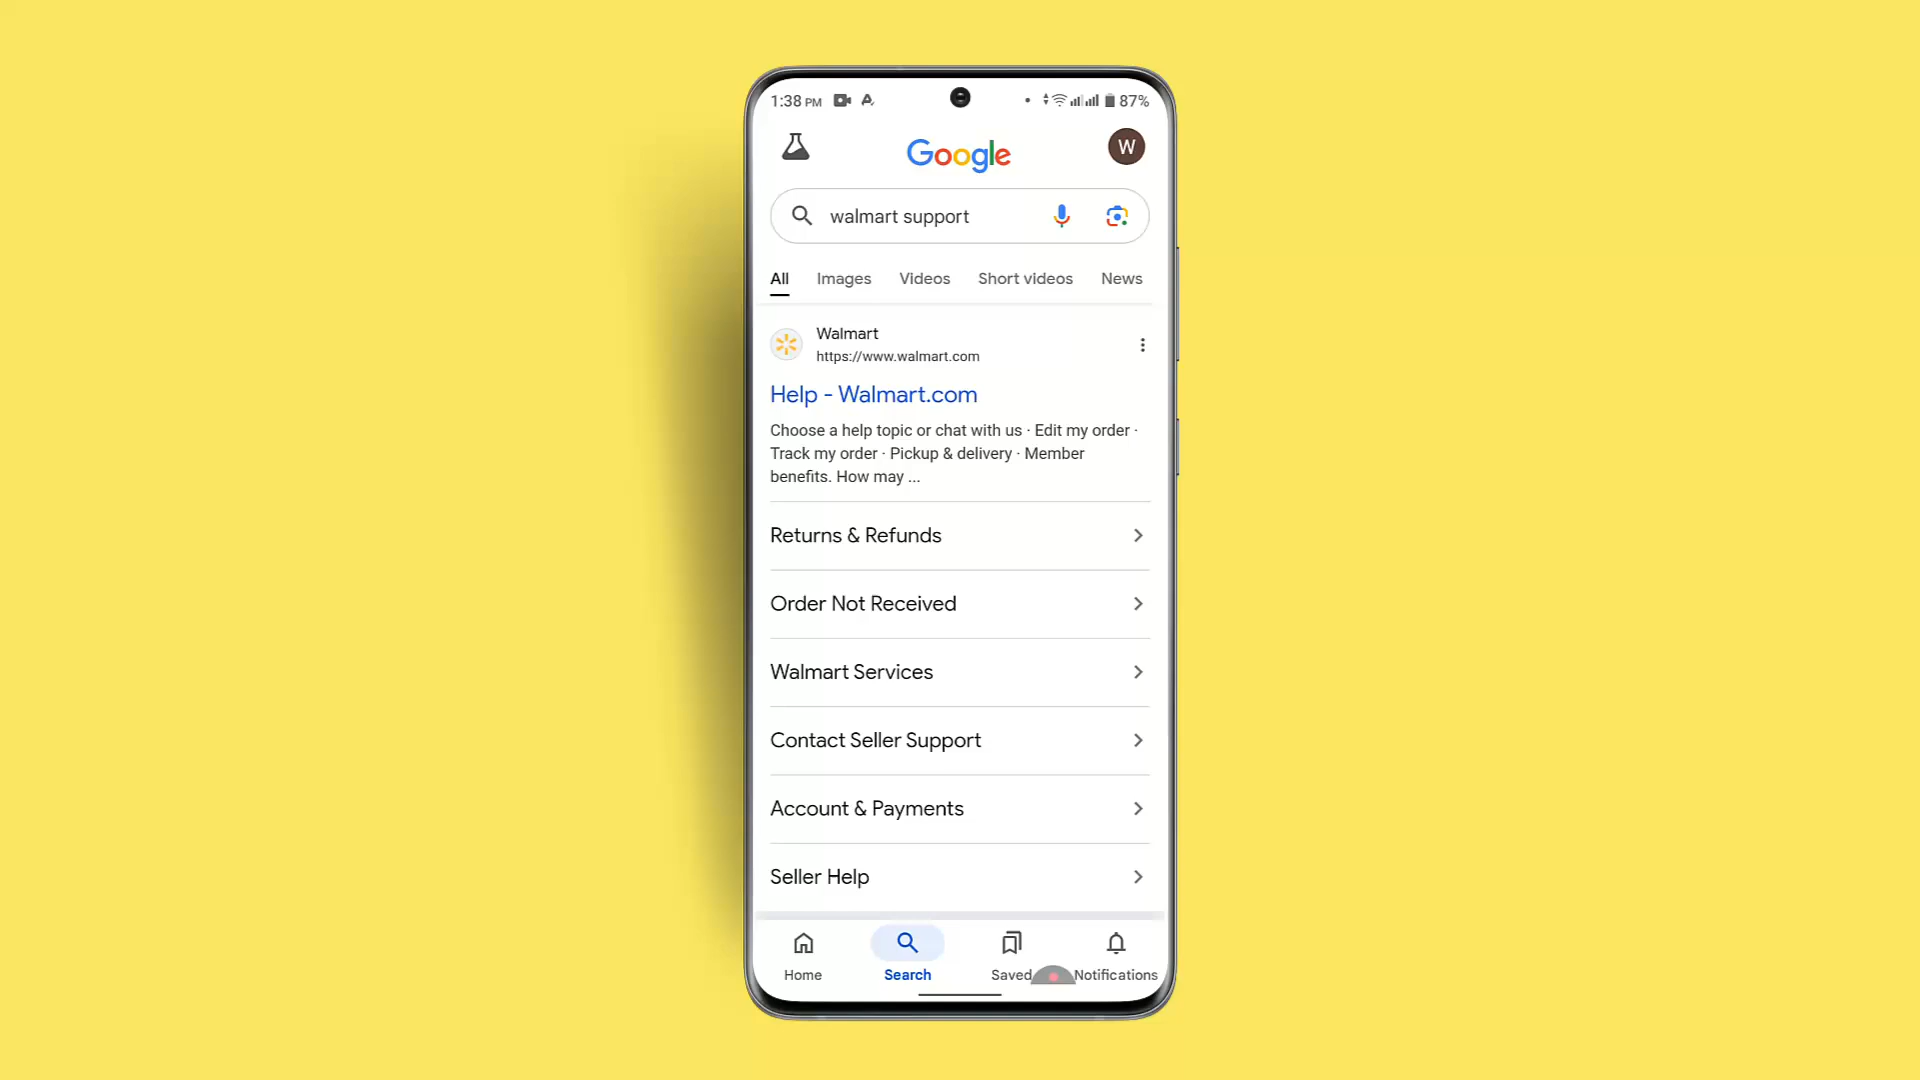 1:38 PM 87%
Google
W
walmart support
All Images Videos Short videos News
Walmart
https://www.walmart.com
Help - Walmart.com
Choose a help topic or chat with us · Edit my order ·
Track my order · Pickup & delivery · Member
benefits. How may ...
Returns & Refunds
Order Not Received
Walmart Services
Contact Seller Support
Account & Payments
Seller Help
Home Search Saved Notifications